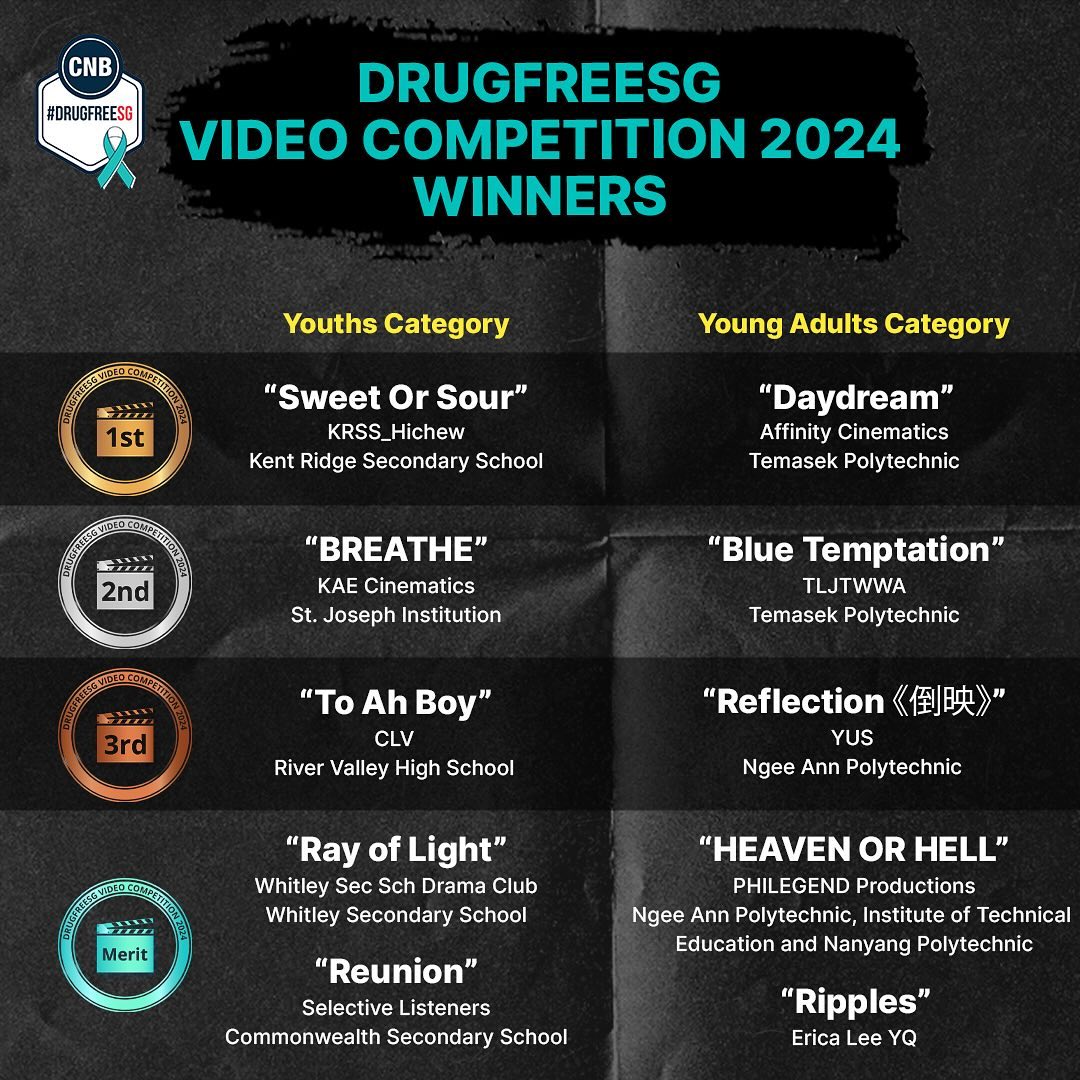 CNB
#DRUGFREESG
DRUGFREESG
VIDEO COMPETITION 2024
WINNERS
Youths Category
Young Adults Category
DRUGFREESG VIDEO COMPETITION 2024
1st
“Sweet Or Sour”
KRSS_Hichew
Kent Ridge Secondary School
“Daydream”
Affinity Cinematics
Temasek Polytechnic
DRUGFREESG VIDEO COMPETITION 2024
2nd
“BREATHE”
KAE Cinematics
St. Joseph Institution
“Blue Temptation”
TLJTWWA
Temasek Polytechnic
DRUGFREESG VIDEO COMPETITION 2024
3rd
“To Ah Boy”
CLV
River Valley High School
“Reflection《倒映》”
YUS
Ngee Ann Polytechnic
DRUGFREESG VIDEO COMPETITION 2024
Merit
“Ray of Light”
Whitley Sec Sch Drama Club
Whitley Secondary School
“Reunion”
Selective Listeners
Commonwealth Secondary School
“HEAVEN OR HELL”
PHILEGEND Productions
Ngee Ann Polytechnic, Institute of Technical
Education and Nanyang Polytechnic
“Ripples”
Erica Lee YQ